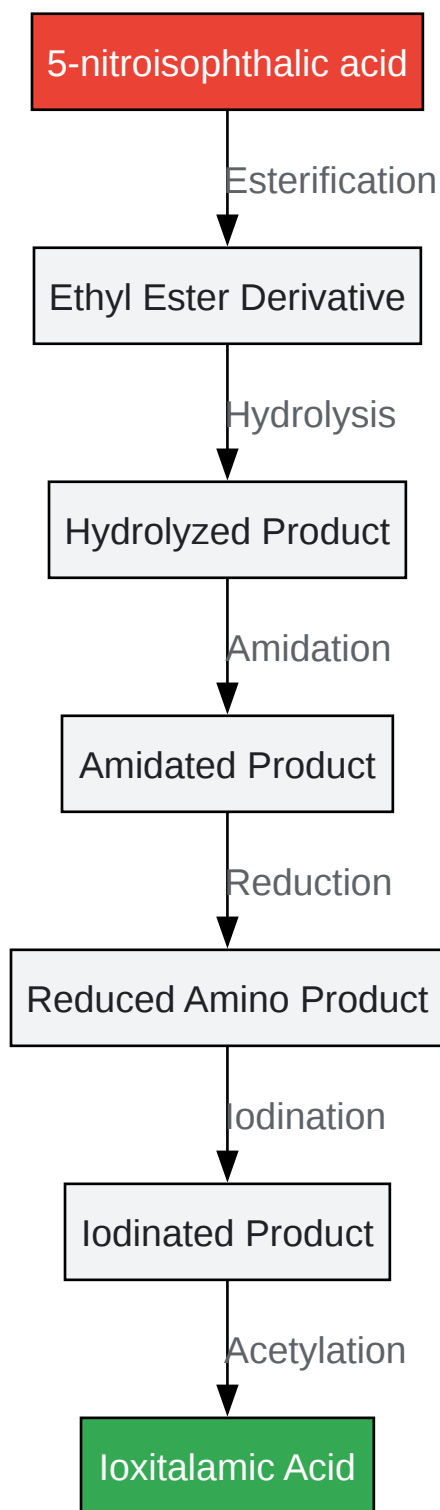 5-nitroisophthalic acid
Esterification
Ethyl Ester Derivative
Hydrolysis
Hydrolyzed Product
Amidation
Amidated Product
Reduction
Reduced Amino Product
Iodination
Iodinated Product
Acetylation
Ioxitalamic Acid